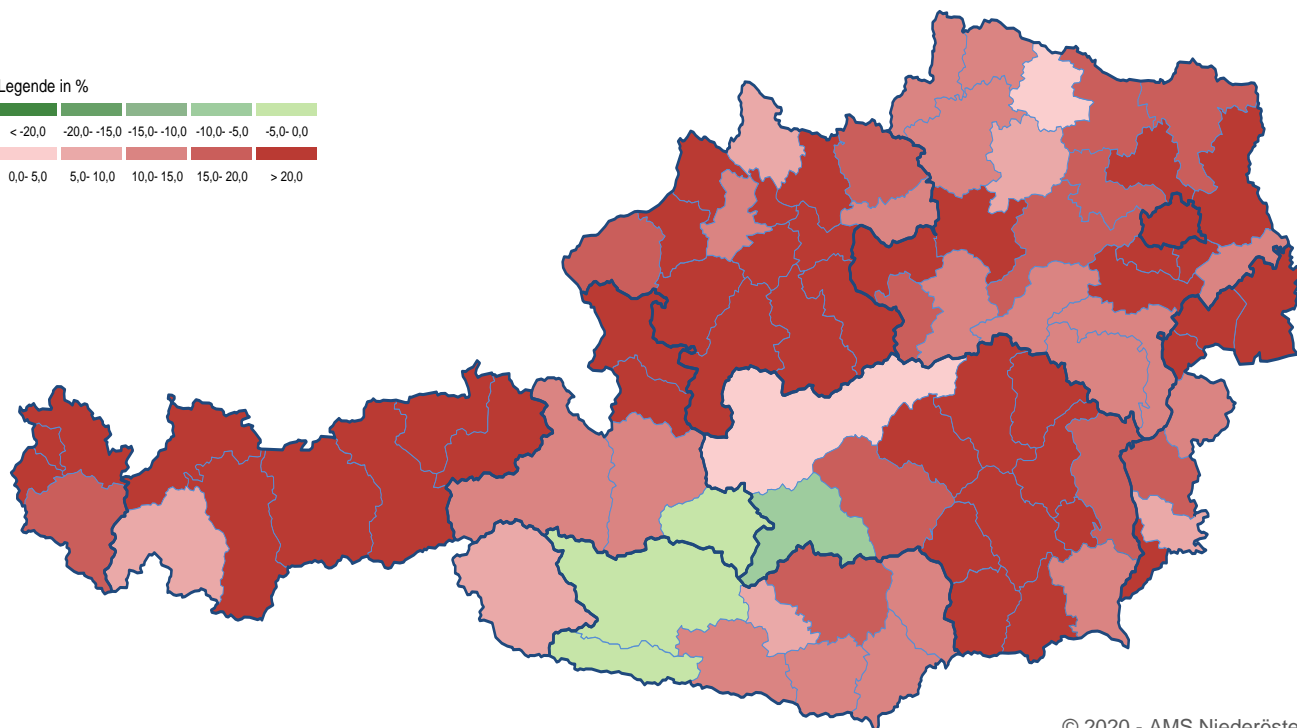 Legende in %
< -20,0 -20,0- -15,0 -15,0- -10,0 -10,0- -5,0 -5,0- 0,0
0,0- 5,0 5,0- 10,0 10,0- 15,0 15,0- 20,0 > 20,0
© 2020 - AMS Niederöste